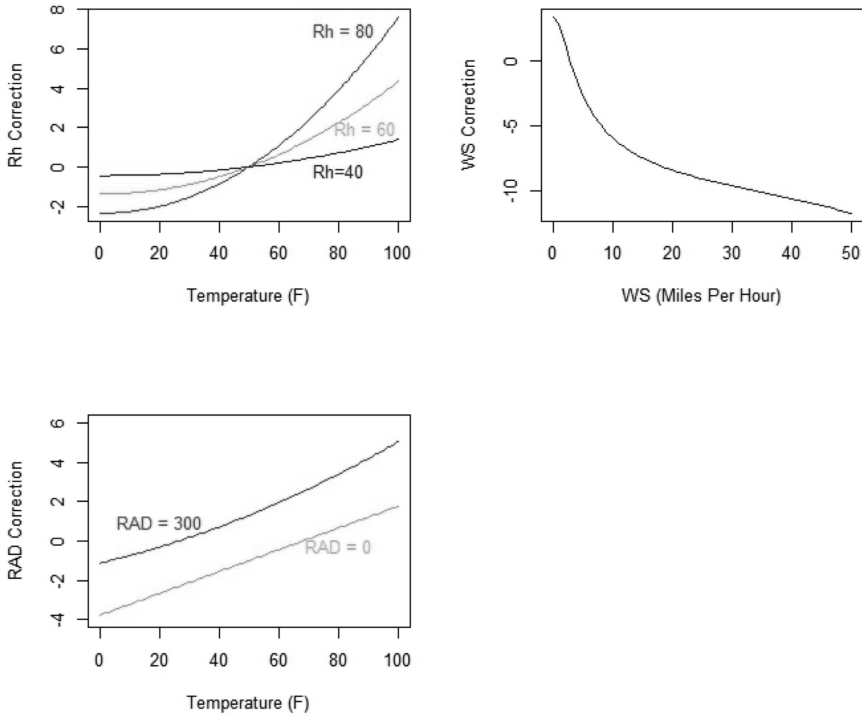 8
6
4
2
0
-2
Rh Correction
Rh = 80
Rh = 60
Rh=40
0 20 40 60 80 100
Temperature (F)
0
-5
-10
WS Correction
0 10 20 30 40 50
WS (Miles Per Hour)
6
4
2
0
-2
-4
RAD Correction
RAD = 300
RAD = 0
0 20 40 60 80 100
Temperature (F)